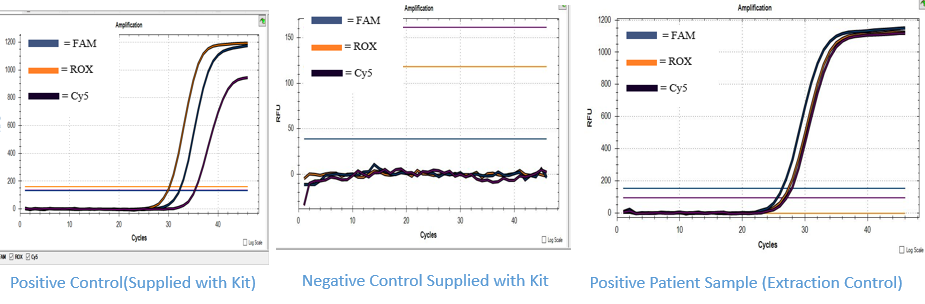 Amplification
1200
1000
800
600
400
200
0
RFU
= FAM
= ROX
= Cy5
0 10 20 30 40
Cycles
Log Scale
FAM ROX Cy5
Positive Control(Supplied with Kit)
Amplification
150
100
50
0
RFU
= FAM
= ROX
= Cy5
0 10 20 30 40
Cycles
Log Scale
Negative Control Supplied with Kit
Amplification
1200
1000
800
600
400
200
0
RFU
= FAM
= ROX
= Cy5
0 10 20 30 40
Cycles
Log Scale
Positive Patient Sample (Extraction Control)